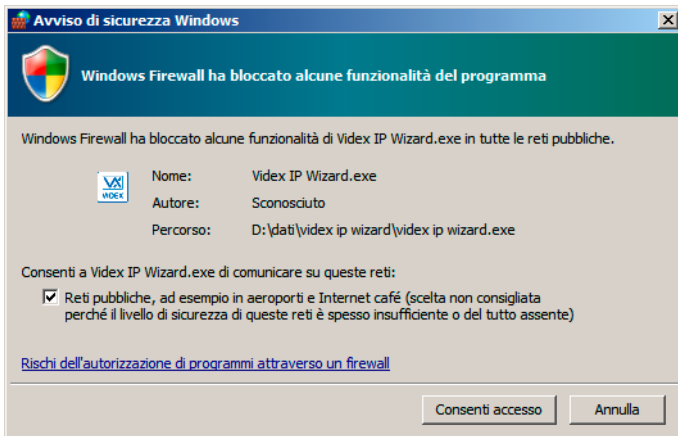 Avviso di sicurezza Windows
Windows Firewall ha bloccato alcune funzionalità del programma
Windows Firewall ha bloccato alcune funzionalità di Videx IP Wizard.exe in tutte le reti pubbliche.
VX
VIDEX
Nome: Videx IP Wizard.exe
Autore: Sconosciuto
Percorso: D:\dati\videx ip wizard\videx ip wizard.exe
Consenti a Videx IP Wizard.exe di comunicare su queste reti:
Reti pubbliche, ad esempio in aeroporti e Internet café (scelta non consigliata
perché il livello di sicurezza di queste reti è spesso insufficiente o del tutto assente)
Rischi dell'autorizzazione di programmi attraverso un firewall
Consenti accesso Annulla